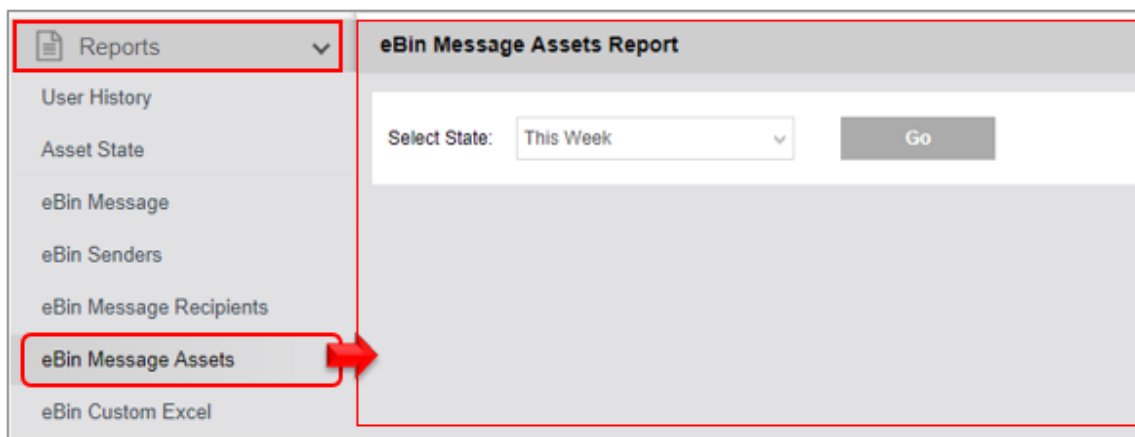 Reports
User History
Asset State
eBin Message
eBin Senders
eBin Message Recipients
eBin Message Assets
eBin Custom Excel
eBin Message Assets Report
Select State: This Week Go